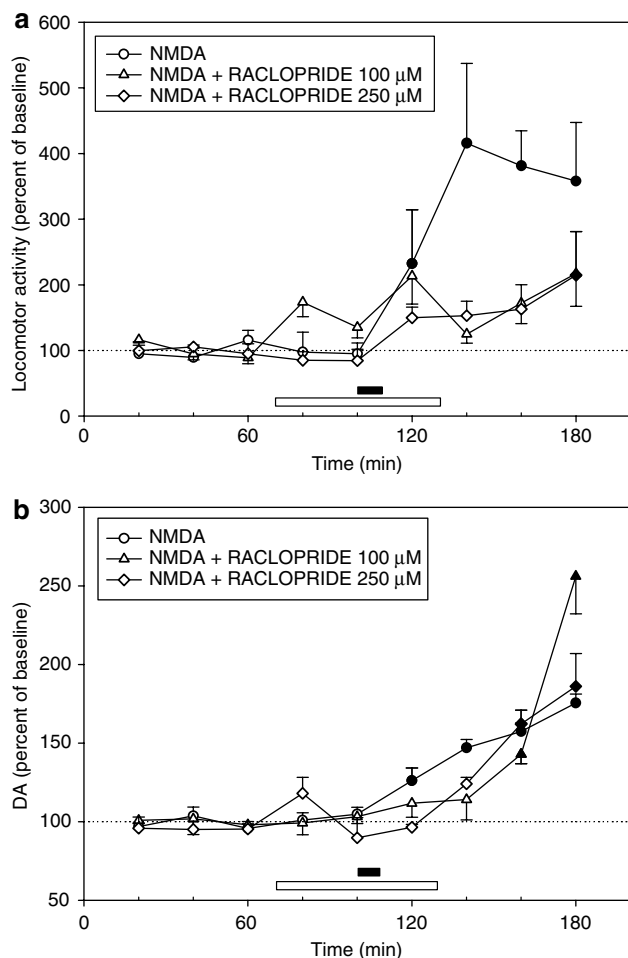 a
600
500
400
300
200
100
0
Locomotor activity (percent of baseline)
NMDA
NMDA + RACLOPRIDE 100 μM
NMDA + RACLOPRIDE 250 μM
0
60
120
180
Time (min)
b
300
250
200
150
100
50
DA (percent of baseline)
NMDA
NMDA + RACLOPRIDE 100 μM
NMDA + RACLOPRIDE 250 μM
0
60
120
180
Time (min)